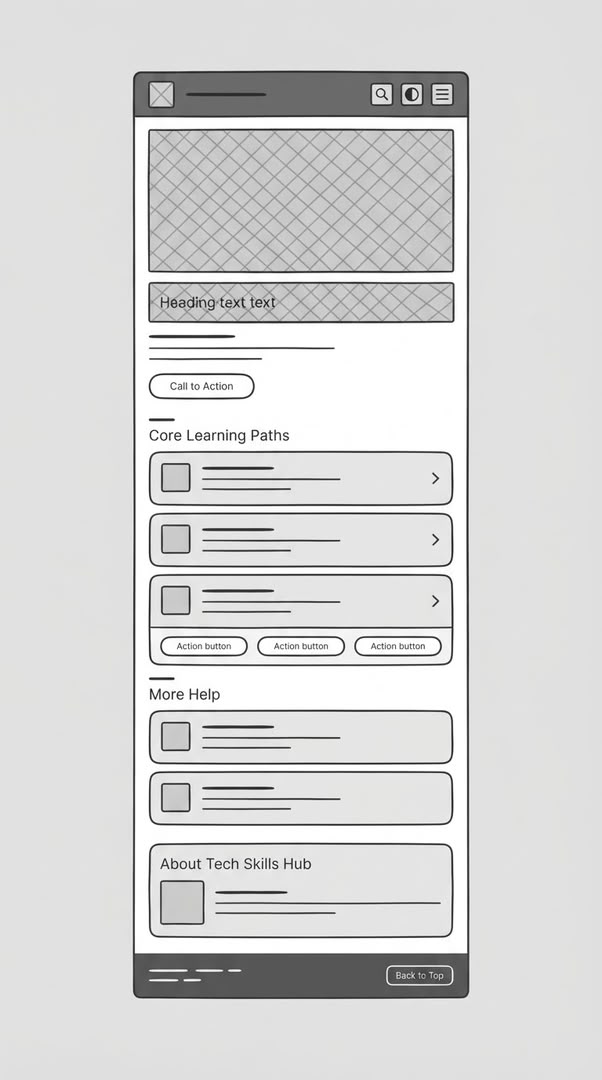 Heading text text
Call to Action
Core Learning Paths
Action button
Action button
Action button
More Help
About Tech Skills Hub
Back to Top